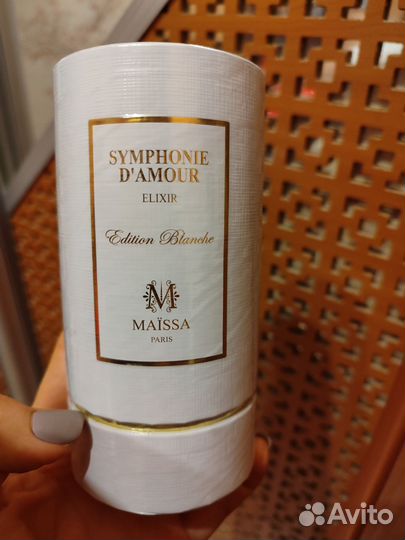 SYMPHONIE
D'AMOUR
ELIXIR
Edition Blanche
M
MAÏSSA
PARIS
Avito